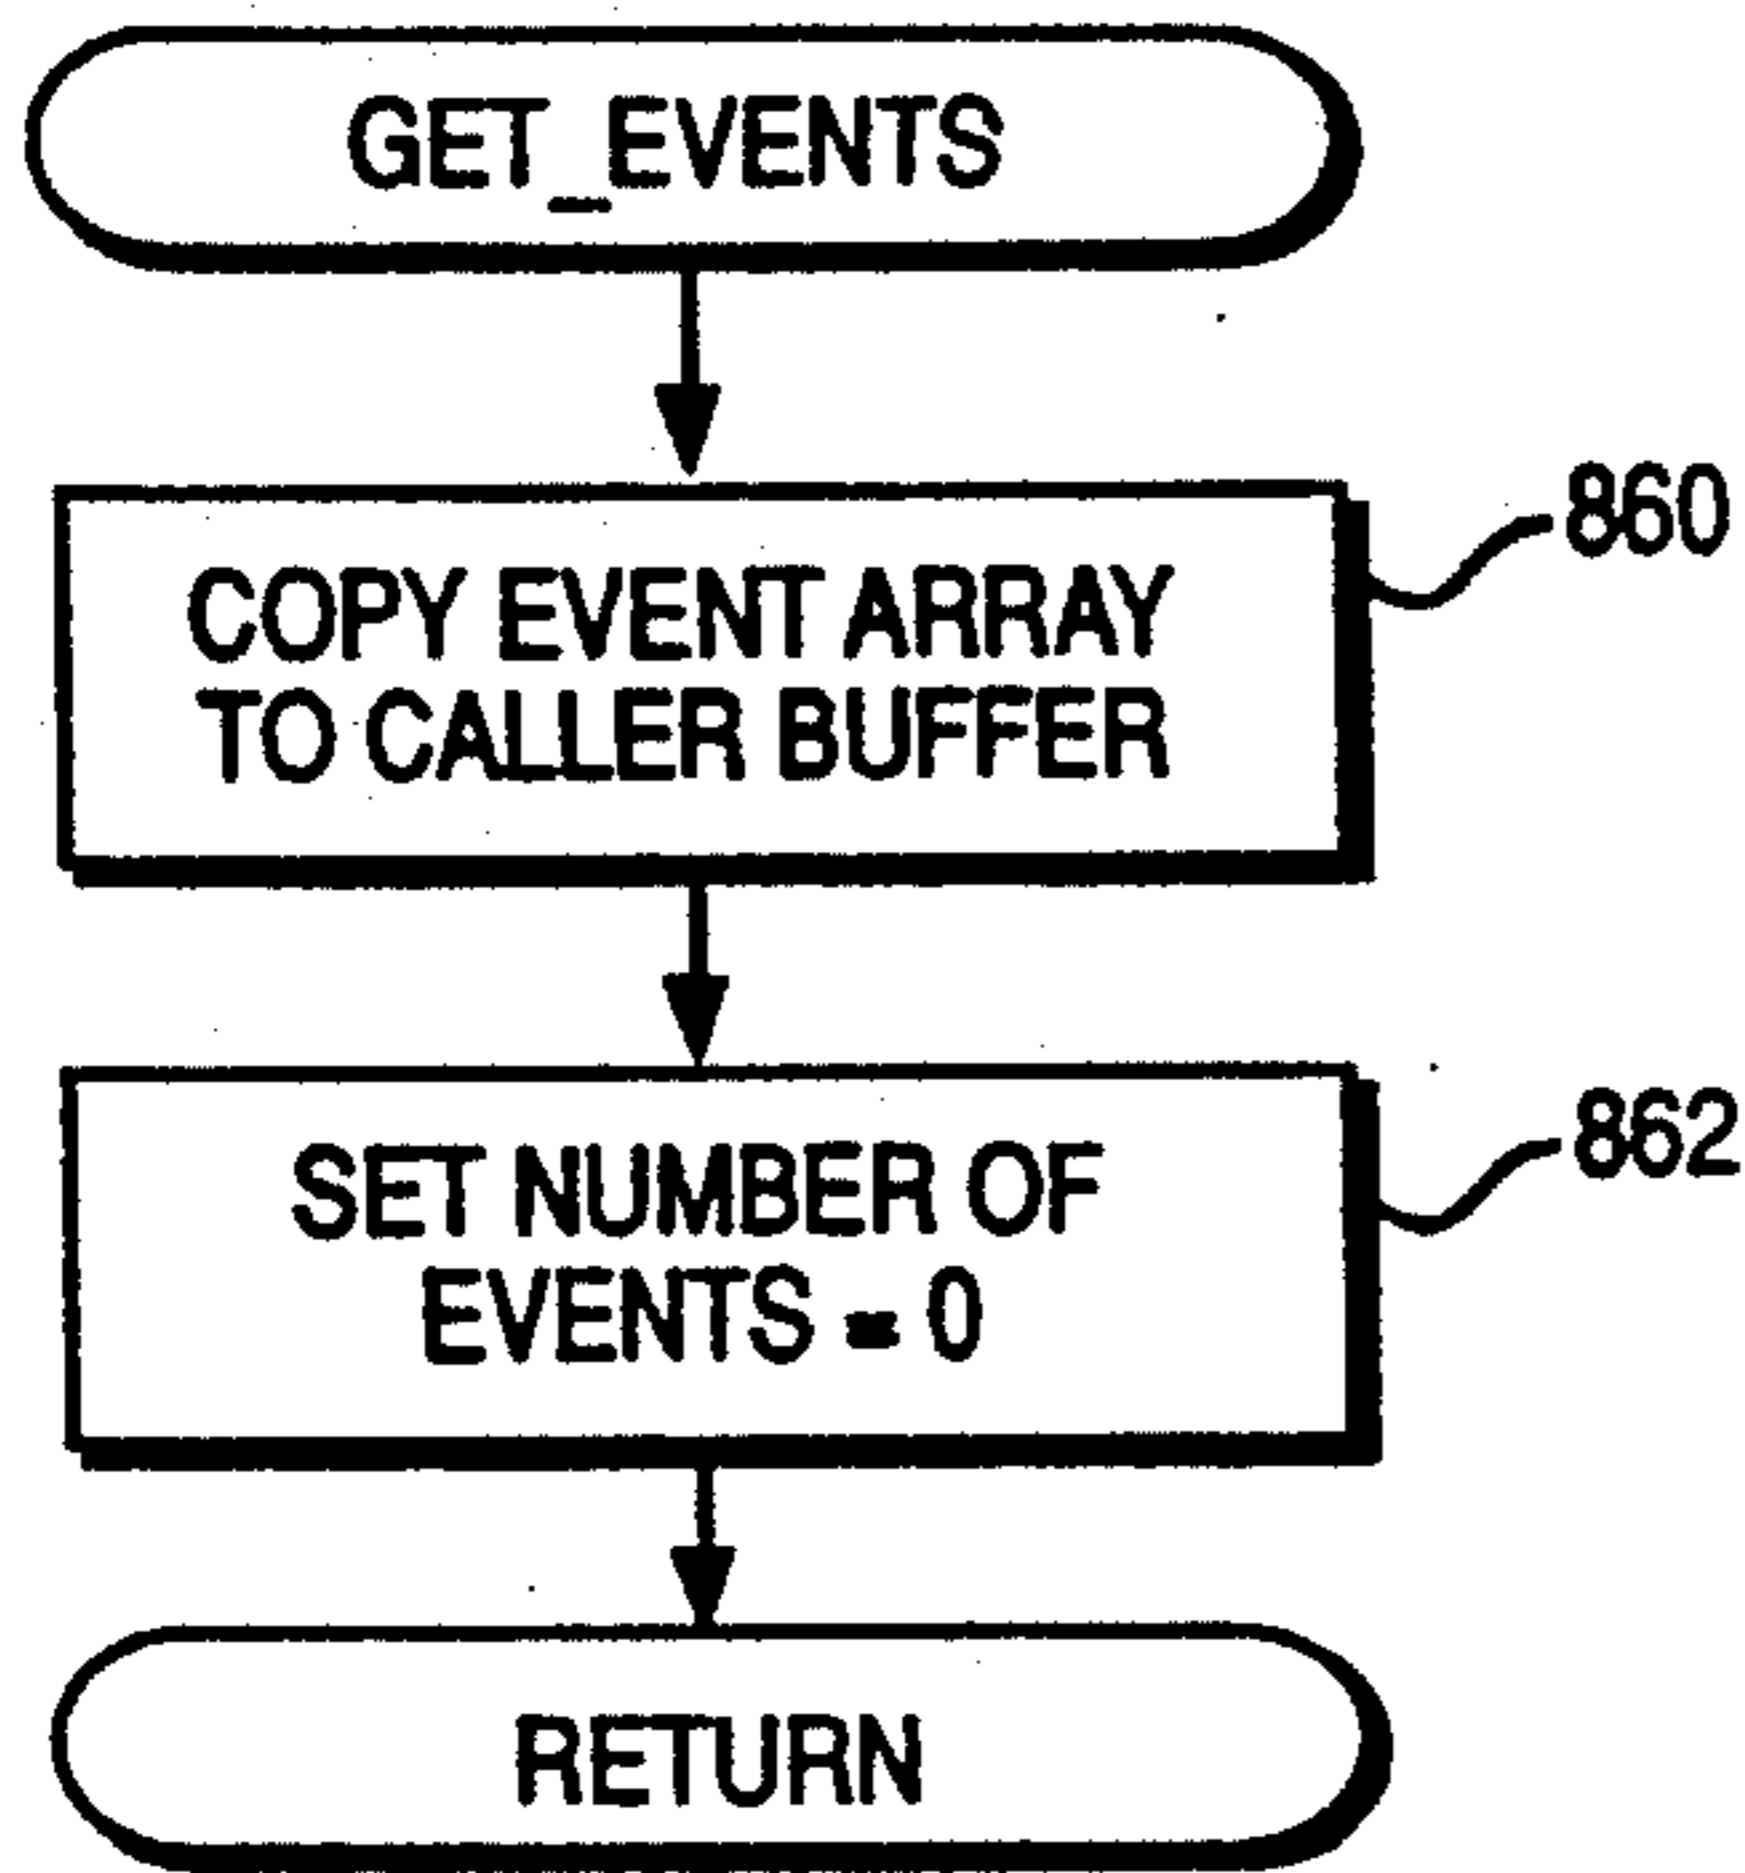 GET_EVENTS
860
COPY EVENT ARRAY
TO CALLER BUFFER
862
SET NUMBER OF
EVENTS = 0
RETURN